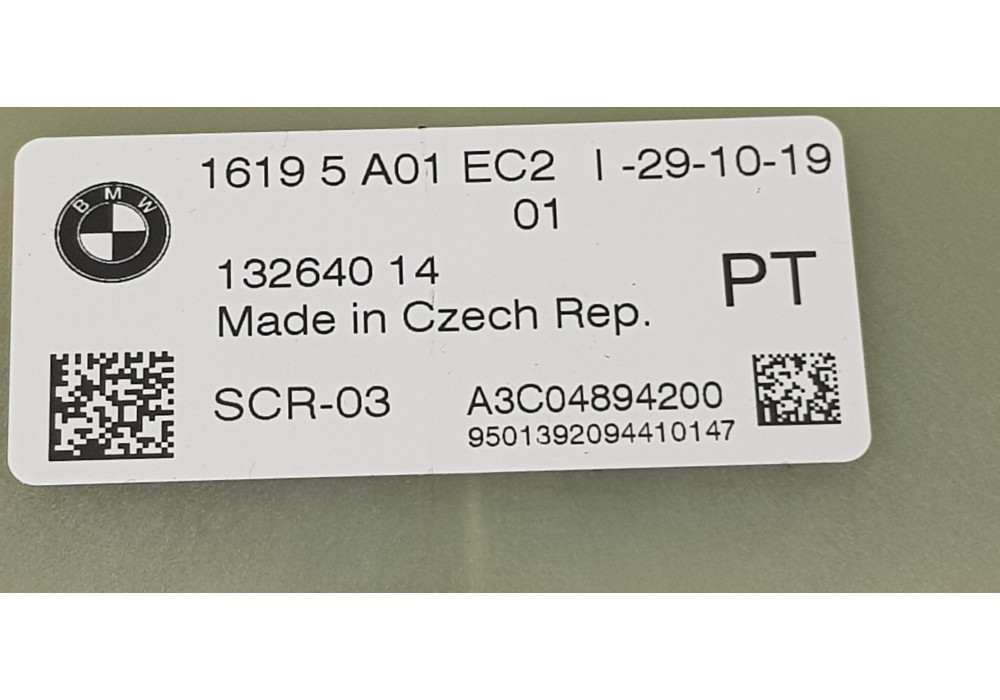 BMW
1619 5 A01 EC2 I -29-10-19
01
132640 14
PT
Made in Czech Rep.
SCR-03
A3C04894200
9501392094410147